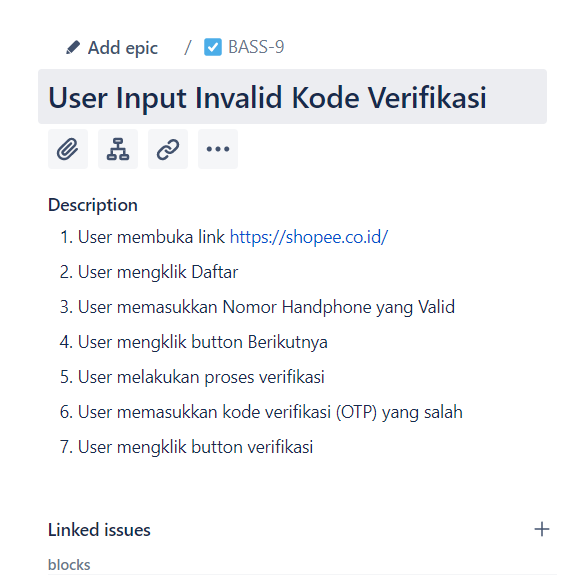 Add epic / BASS-9
User Input Invalid Kode Verifikasi
Description
1. User membuka link https://shopee.co.id/
2. User mengklik Daftar
3. User memasukkan Nomor Handphone yang Valid
4. User mengklik button Berikutnya
5. User melakukan proses verifikasi
6. User memasukkan kode verifikasi (OTP) yang salah
7. User mengklik button verifikasi
Linked issues
blocks